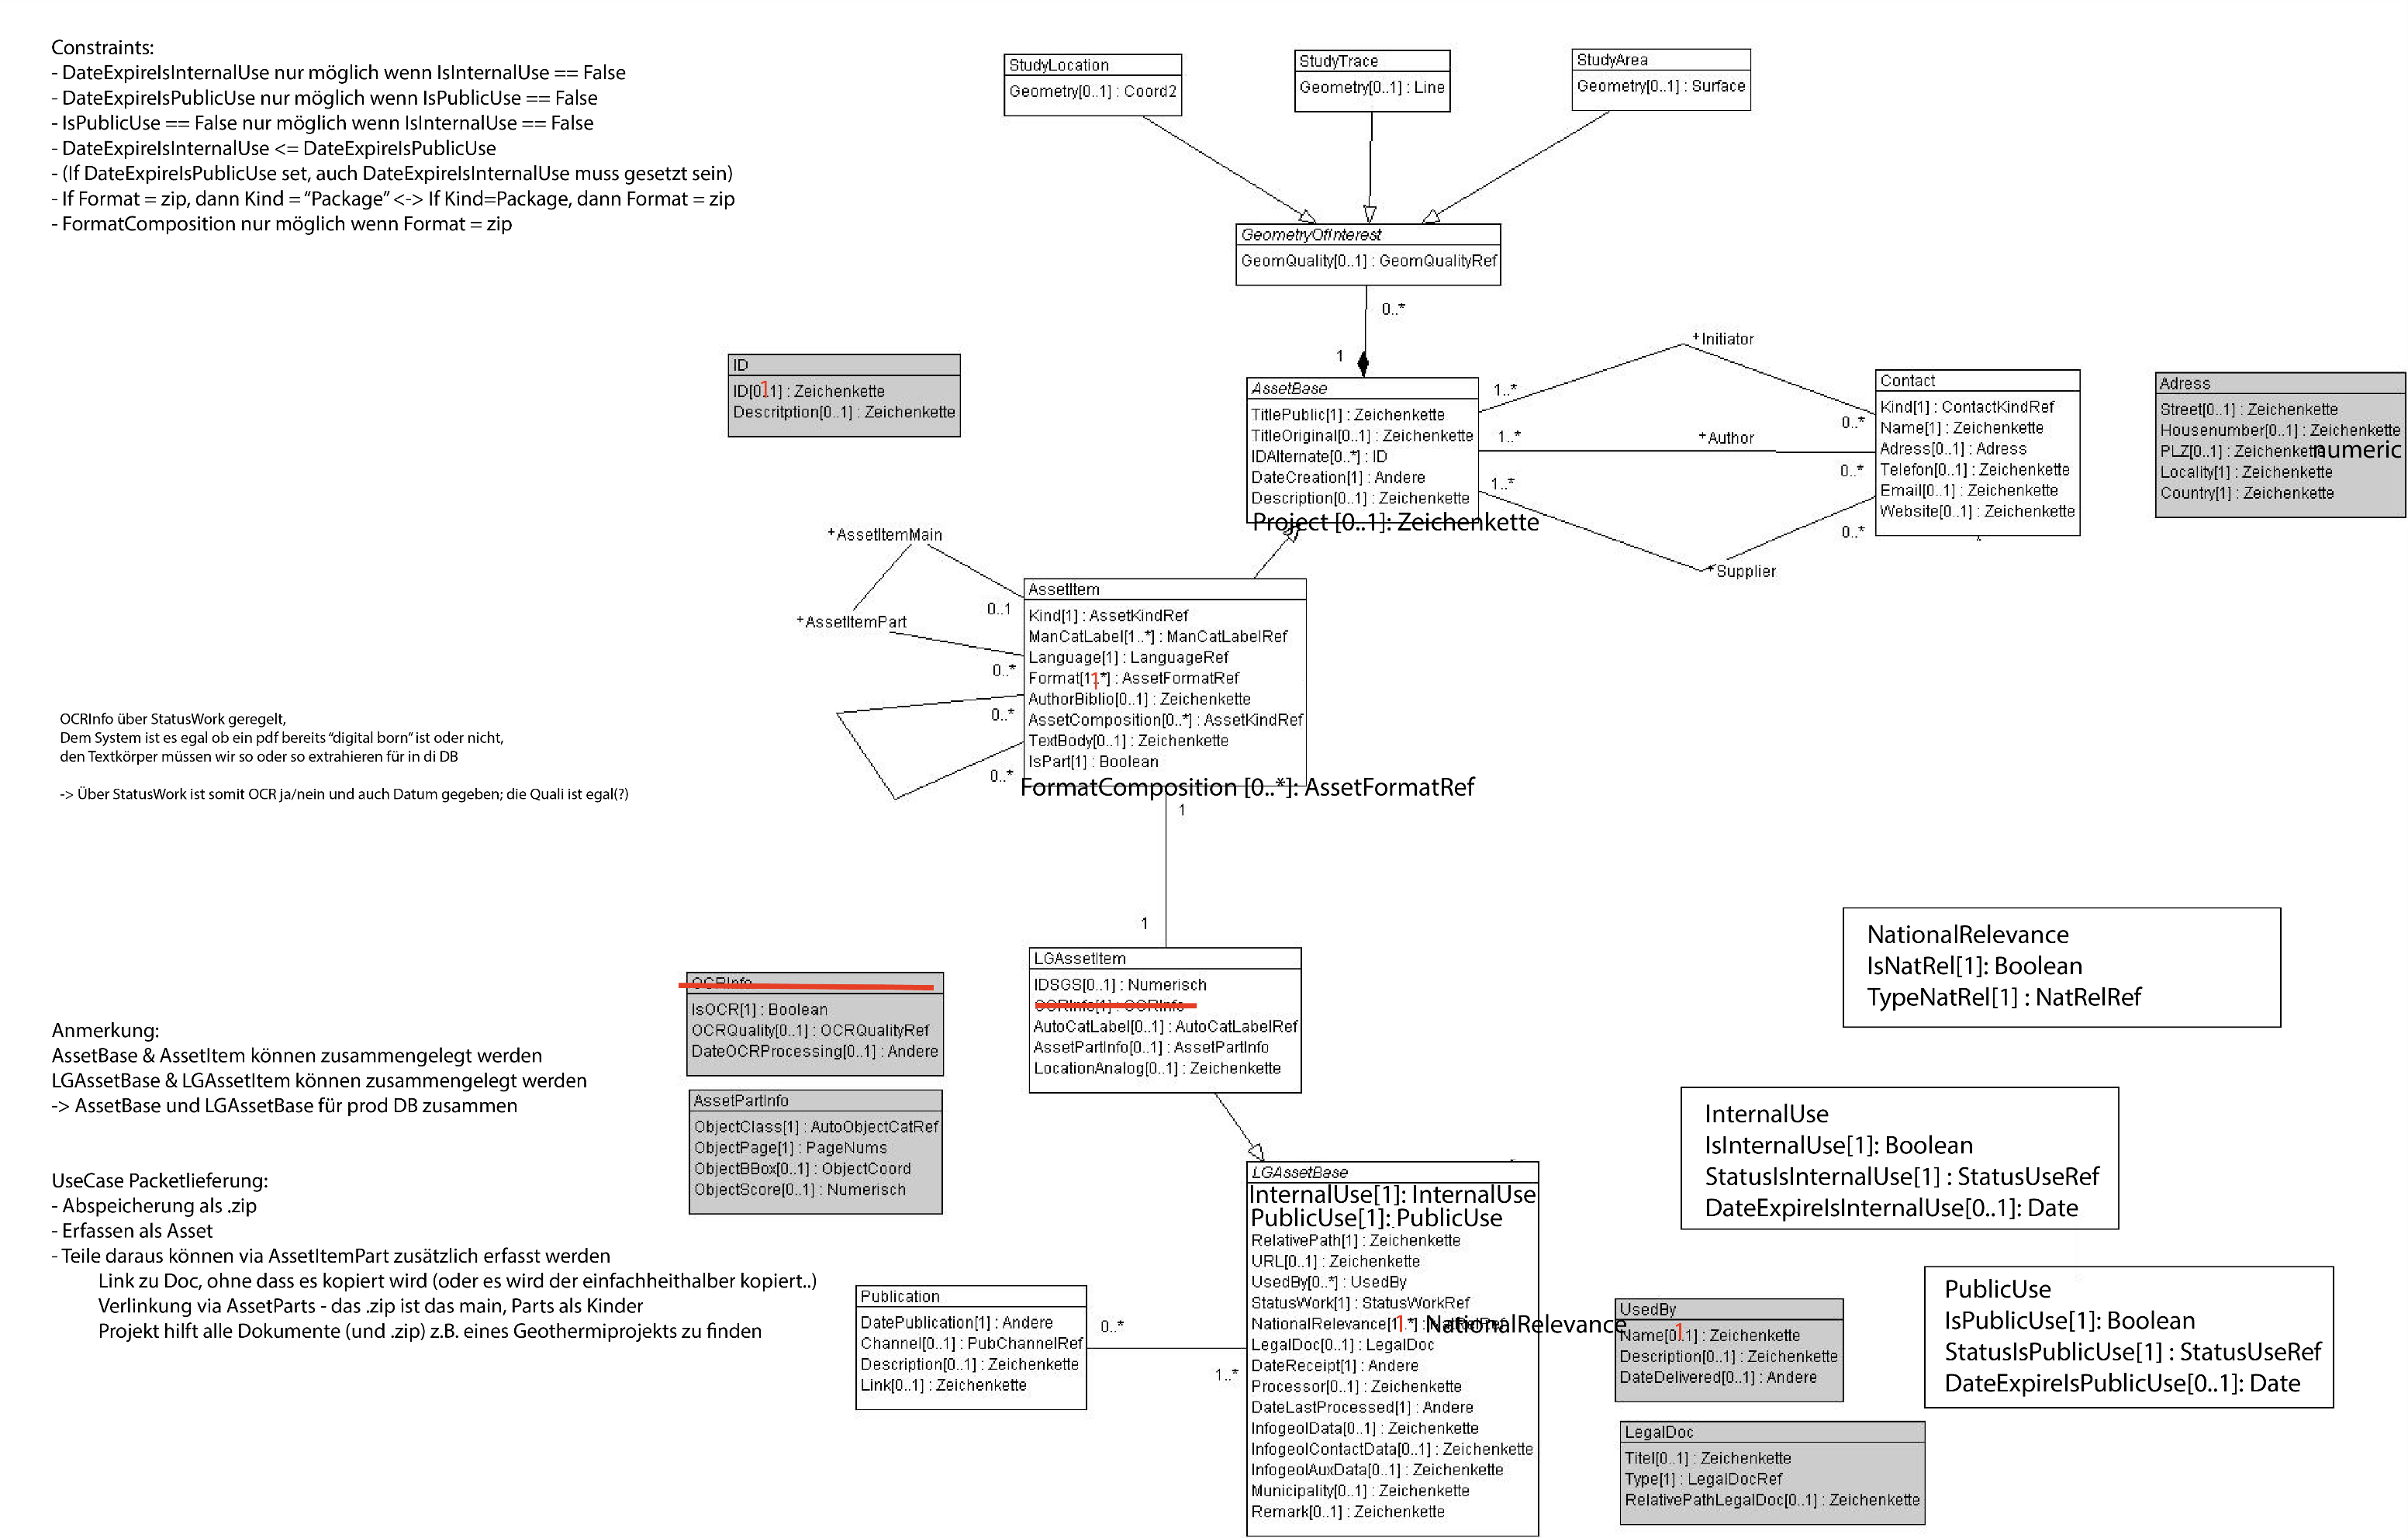 Constraints:
- DateExpireIsInternalUse nur möglich wenn IsInternalUse == False
- DateExpireIsPublicUse nur möglich wenn IsPublicUse == False
- IsPublicUse == False nur möglich wenn IsInternalUse == False
- DateExpireIsInternalUse <= DateExpireIsPublicUse
- (If DateExpireIsPublicUse set, auch DateExpireIsInternalUse muss gesetzt sein)
- If Format = zip, dann Kind = “Package” <-> If Kind=Package, dann Format = zip
- FormatComposition nur möglich wenn Format = zip
StudyLocation
Geometry[0..1] : Coord2
StudyTrace
Geometry[0..1] : Line
StudyArea
Geometry[0..1] : Surface
GeometryOfInterest
GeomQuality[0..1] : GeomQualityRef
0..*
1
ID
ID[0..1] : Zeichenkette
1
Descritption[0..1] : Zeichenkette
AssetBase
TitlePublic[1] : Zeichenkette
TitleOriginal[0..1] : Zeichenkette
IDAlternate[0..*] : ID
DateCreation[1] : Andere
Description[0..1] : Zeichenkette
Project [0..1]: Zeichenkette
+Initiator
1..*
0..*
+Author
1..*
0..*
+Supplier
1..*
0..*
Contact
Kind[1] : ContactKindRef
Name[1] : Zeichenkette
Adress[0..1] : Adress
Telefon[0..1] : Zeichenkette
Email[0..1] : Zeichenkette
Website[0..1] : Zeichenkette
Adress
Street[0..1] : Zeichenkette
Housenumber[0..1] : Zeichenkette
PLZ[0..1] : Zeichenkette
numeric
Locality[1] : Zeichenkette
Country[1] : Zeichenkette
+AssetItemMain
0..1
+AssetItemPart
0..*
0..*
0..*
AssetItem
Kind[1] : AssetKindRef
ManCatLabel[1..*] : ManCatLabelRef
Language[1] : LanguageRef
Format[1..*] : AssetFormatRef
1
AuthorBiblio[0..1] : Zeichenkette
AssetComposition[0..*] : AssetKindRef
TextBody[0..1] : Zeichenkette
IsPart[1] : Boolean
FormatComposition [0..*]: AssetFormatRef
1
1
OCRInfo über StatusWork geregelt,
Dem System ist es egal ob ein pdf bereits “digital born” ist oder nicht,
den Textkörper müssen wir so oder so extrahieren für in di DB
-> Über StatusWork ist somit OCR ja/nein und auch Datum gegeben; die Quali ist egal(?)
LGAssetItem
IDSGS[0..1] : Numerisch
OCRInfo[1] : OCRInfo
AutoCatLabel[0..1] : AutoCatLabelRef
AssetPartInfo[0..1] : AssetPartInfo
LocationAnalog[0..1] : Zeichenkette
OCRInfo
IsOCR[1] : Boolean
OCRQuality[0..1] : OCRQualityRef
DateOCRProcessing[0..1] : Andere
AssetPartInfo
ObjectClass[1] : AutoObjectCatRef
ObjectPage[1] : PageNums
ObjectBBox[0..1] : ObjectCoord
ObjectScore[0..1] : Numerisch
NationalRelevance
IsNatRel[1]: Boolean
TypeNatRel[1] : NatRelRef
Anmerkung:
AssetBase & AssetItem können zusammengelegt werden
LGAssetBase & LGAssetItem können zusammengelegt werden
-> AssetBase und LGAssetBase für prod DB zusammen
UseCase Packetlieferung:
- Abspeicherung als .zip
- Erfassen als Asset
- Teile daraus können via AssetItemPart zusätzlich erfasst werden
Link zu Doc, ohne dass es kopiert wird (oder es wird der einfachheithalber kopiert..)
Verlinkung via AssetParts - das .zip ist das main, Parts als Kinder
Projekt hilft alle Dokumente (und .zip) z.B. eines Geothermiprojekts zu finden
InternalUse
IsInternalUse[1]: Boolean
StatusIsInternalUse[1] : StatusUseRef
DateExpireIsInternalUse[0..1]: Date
PublicUse
IsPublicUse[1]: Boolean
StatusIsPublicUse[1] : StatusUseRef
DateExpireIsPublicUse[0..1]: Date
LGAssetBase
InternalUse[1]: InternalUse
PublicUse[1]: PublicUse
RelativePath[1] : Zeichenkette
URL[0..1] : Zeichenkette
UsedBy[0..*] : UsedBy
StatusWork[1] : StatusWorkRef
NationalRelevance[1..*] : NatRelRef
1
NationalRelevance
LegalDoc[0..1] : LegalDoc
DateReceipt[1] : Andere
Processor[0..1] : Zeichenkette
DateLastProcessed[1] : Andere
InfogeolData[0..1] : Zeichenkette
InfogeolContactData[0..1] : Zeichenkette
InfogeolAuxData[0..1] : Zeichenkette
Municipality[0..1] : Zeichenkette
Remark[0..1] : Zeichenkette
Publication
DatePublication[1] : Andere
Channel[0..1] : PubChannelRef
Description[0..1] : Zeichenkette
Link[0..1] : Zeichenkette
0..*
1..*
UsedBy
Name[0..1] : Zeichenkette
1
Description[0..1] : Zeichenkette
DateDelivered[0..1] : Andere
LegalDoc
Titel[0..1] : Zeichenkette
Type[1] : LegalDocRef
RelativePathLegalDoc[0..1] : Zeichenkette